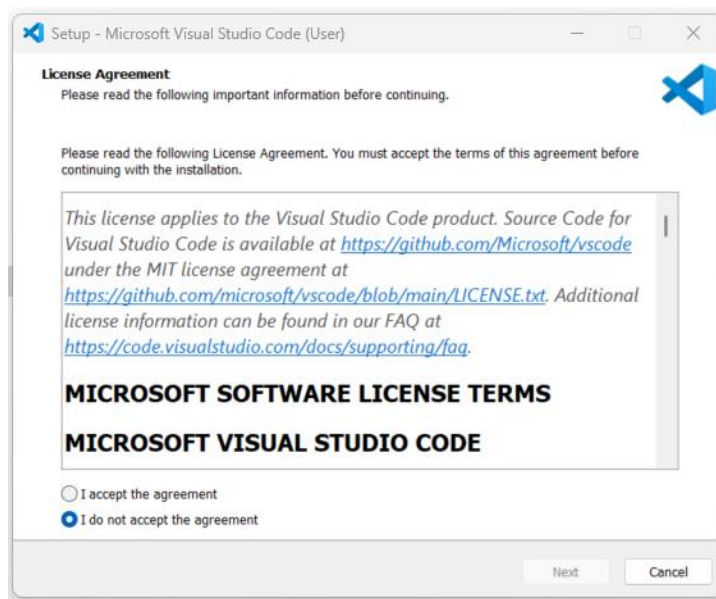 Setup - Microsoft Visual Studio Code (User)
License Agreement
Please read the following important information before continuing.
Please read the following License Agreement. You must accept the terms of this agreement before
continuing with the installation.
This license applies to the Visual Studio Code product. Source Code for
Visual Studio Code is available at https://github.com/Microsoft/vscode
under the MIT license agreement at
https://github.com/microsoft/vscode/blob/main/LICENSE.txt. Additional
license information can be found in our FAQ at
https://code.visualstudio.com/docs/supporting/faq.
MICROSOFT SOFTWARE LICENSE TERMS
MICROSOFT VISUAL STUDIO CODE
I accept the agreement
I do not accept the agreement
Next Cancel